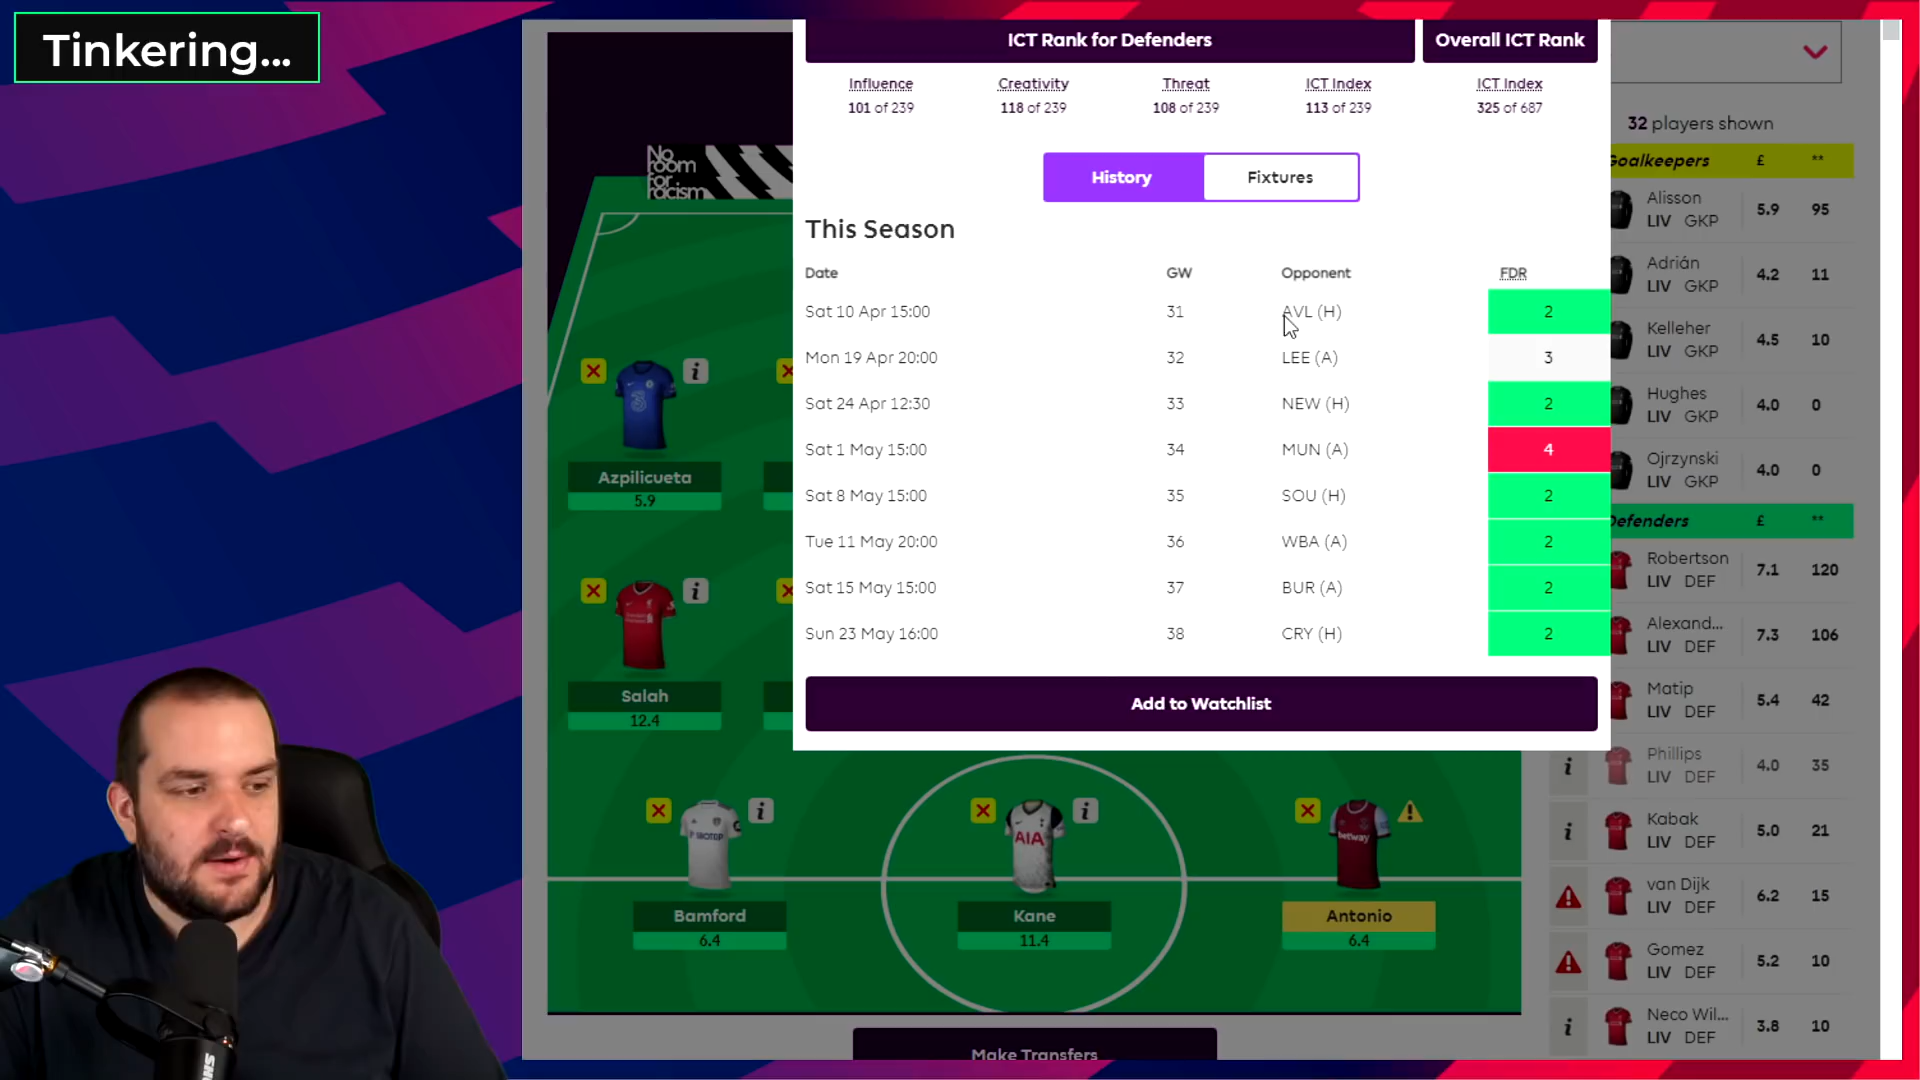 Tinkering...
ICT Rank for Defenders
Overall ICT Rank
Influence Creativity Threat ICT Index ICT Index
101 of 239 118 of 239 108 of 239 113 of 239 325 of 687
History Fixtures
This Season
Date GW Opponent FDR
Sat 10 Apr 15:00 31 AVL (H) 2
Mon 19 Apr 20:00 32 LEE (A) 3
Sat 24 Apr 12:30 33 NEW (H) 2
Sat 1 May 15:00 34 MUN (A) 4
Sat 8 May 15:00 35 SOU (H) 2
Tue 11 May 20:00 36 WBA (A) 2
Sat 15 May 15:00 37 BUR (A) 2
Sun 23 May 16:00 38 CRY (H) 2
Add to Watchlist
No
room
for
racism
Azpilicueta
5.9
Salah
12.4
Bamford
6.4
AIA
Kane
11.4
betway
Antonio
6.4
Make Transfers
32 players shown
Goalkeepers £ **
Alisson
LIV GKP 5.9 95
Adrián
LIV GKP 4.2 11
Kelleher
LIV GKP 4.5 10
Hughes
LIV GKP 4.0 0
Ojrzynski
LIV GKP 4.0 0
Defenders £ **
Robertson
LIV DEF 7.1 120
Alexand...
LIV DEF 7.3 106
Matip
LIV DEF 5.4 42
Phillips
LIV DEF 4.0 35
Kabak
LIV DEF 5.0 21
van Dijk
LIV DEF 6.2 15
Gomez
LIV DEF 5.2 10
Neco Wil...
LIV DEF 3.8 10